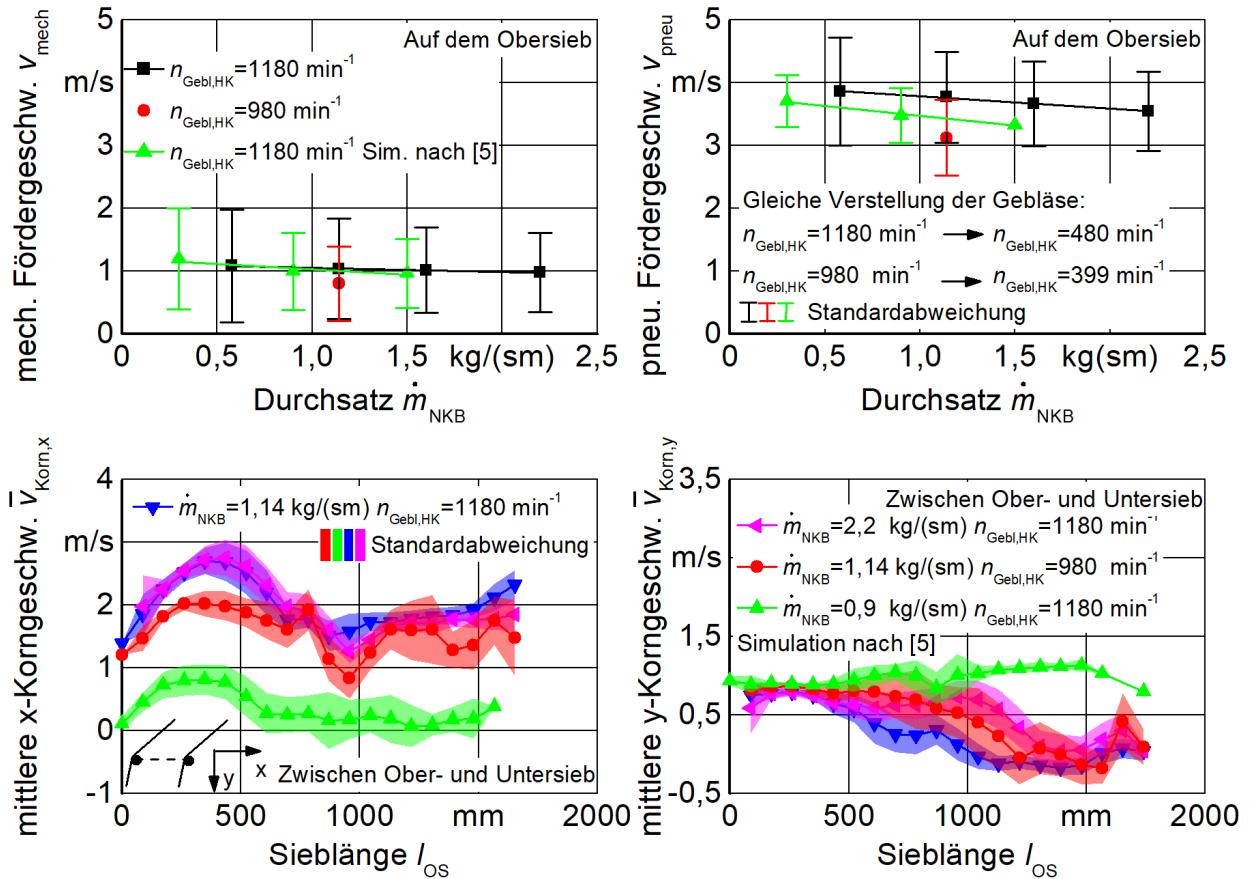 mech. Fördergeschw. v_mech
m/s
5
3
2
1
0
Auf dem Obersieb
n_Gebl,HK=1180 min⁻¹
n_Gebl,HK=980 min⁻¹
n_Gebl,HK=1180 min⁻¹ Sim. nach [5]
0 0,5 1,0 1,5 kg/(sm) 2,5
Durchsatz ṁ_NKB
pneu. Fördergeschw. v_pneu
m/s
5
3
2
1
0
Auf dem Obersieb
Gleiche Verstellung der Gebläse:
n_Gebl,HK=1180 min⁻¹ → n_Gebl,HK=480 min⁻¹
n_Gebl,HK=980 min⁻¹ → n_Gebl,HK=399 min⁻¹
Standardabweichung
0 0,5 1,0 1,5 kg(sm) 2,5
Durchsatz ṁ_NKB
mittlere x-Korngeschw. v̅_Korn,x
m/s
4
2
1
0
-1
ṁ_NKB=1,14 kg/(sm) n_Gebl,HK=1180 min⁻¹
Standardabweichung
x
y
Zwischen Ober- und Untersieb
0 500 1000 mm 2000
Sieblänge l_OS
mittlere y-Korngeschw. v̅_Korn,y
m/s
3,5
1,5
0,5
-0,5
Zwischen Ober- und Untersieb
ṁ_NKB=2,2 kg/(sm) n_Gebl,HK=1180 min⁻¹
ṁ_NKB=1,14 kg/(sm) n_Gebl,HK=980 min⁻¹
ṁ_NKB=0,9 kg/(sm) n_Gebl,HK=1180 min⁻¹
Simulation nach [5]
0 500 1000 mm 2000
Sieblänge l_OS